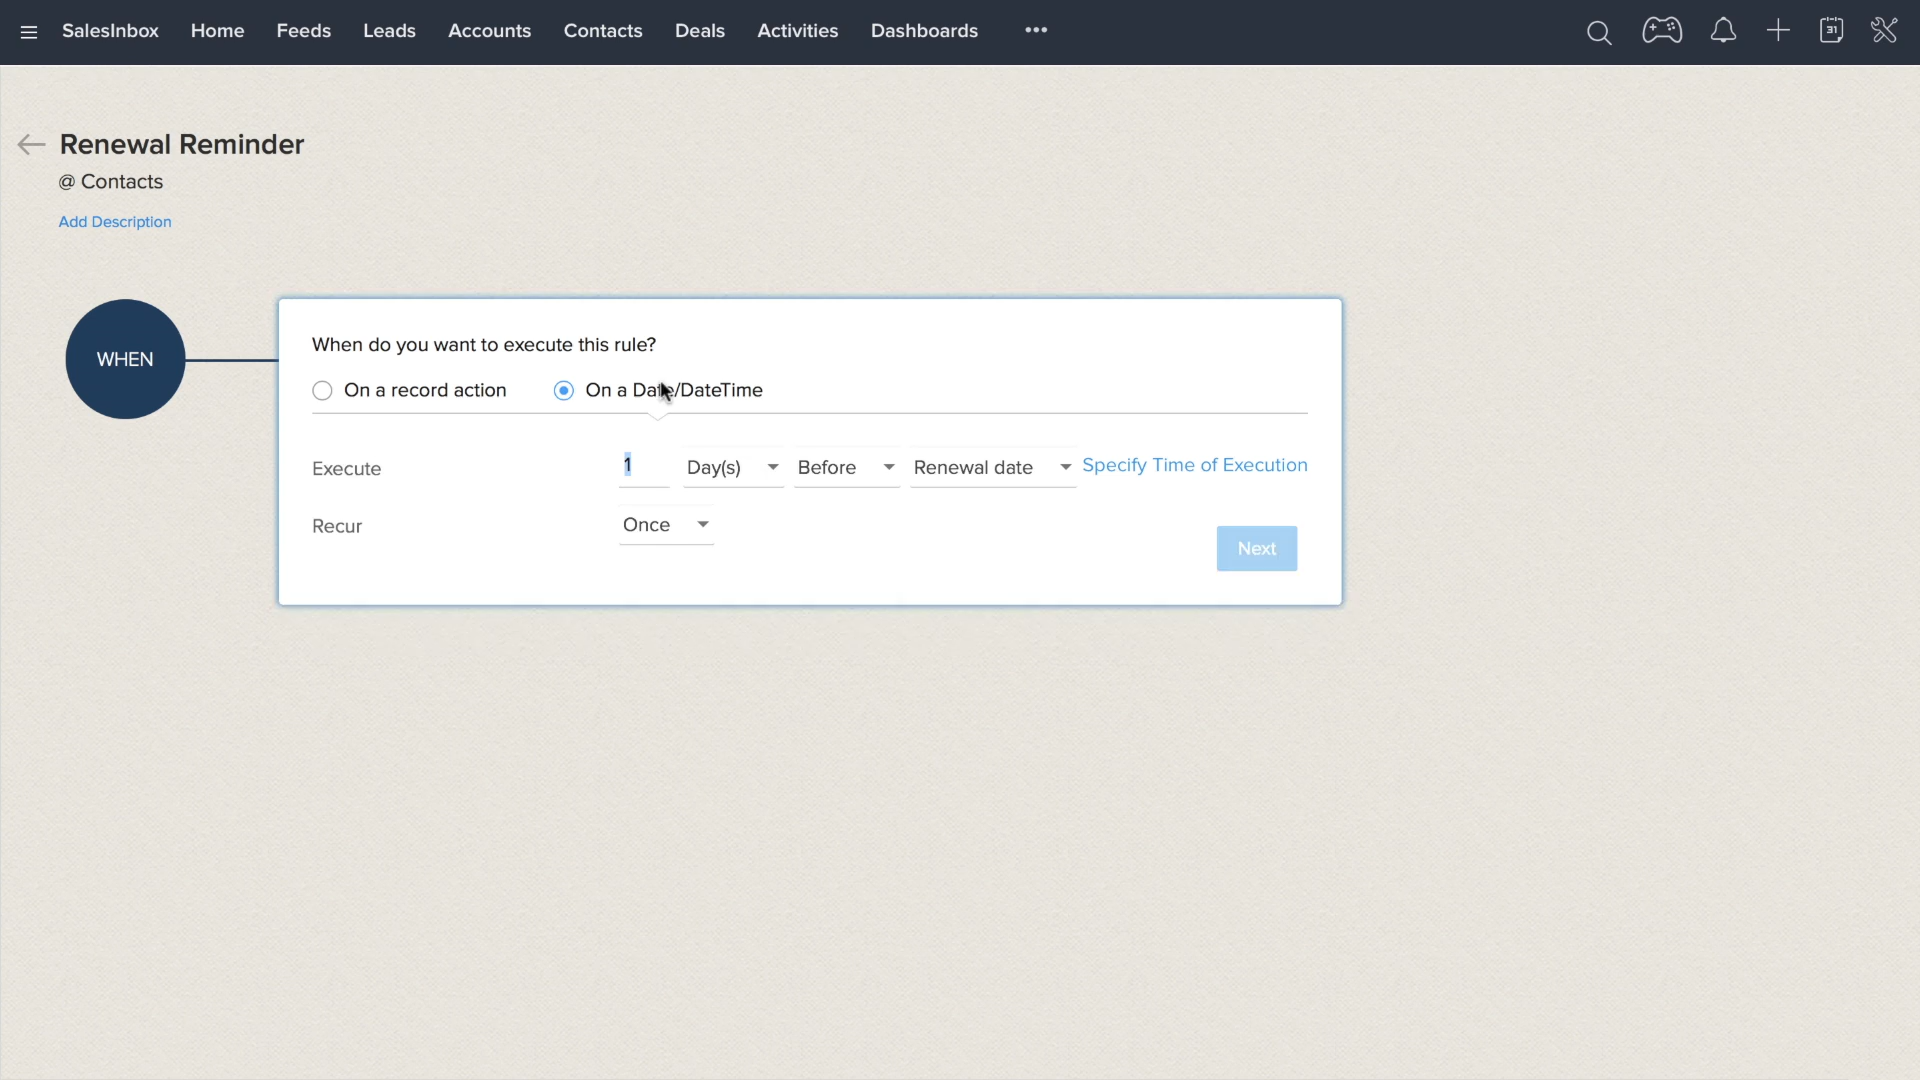 SalesInbox Home Feeds Leads Accounts Contacts Deals Activities Dashboards ••• 31
Renewal Reminder
@ Contacts
Add Description
WHEN
When do you want to execute this rule?
On a record action On a Date/DateTime
Execute 1 Day(s) Before Renewal date Specify Time of Execution
Recur Once
Next